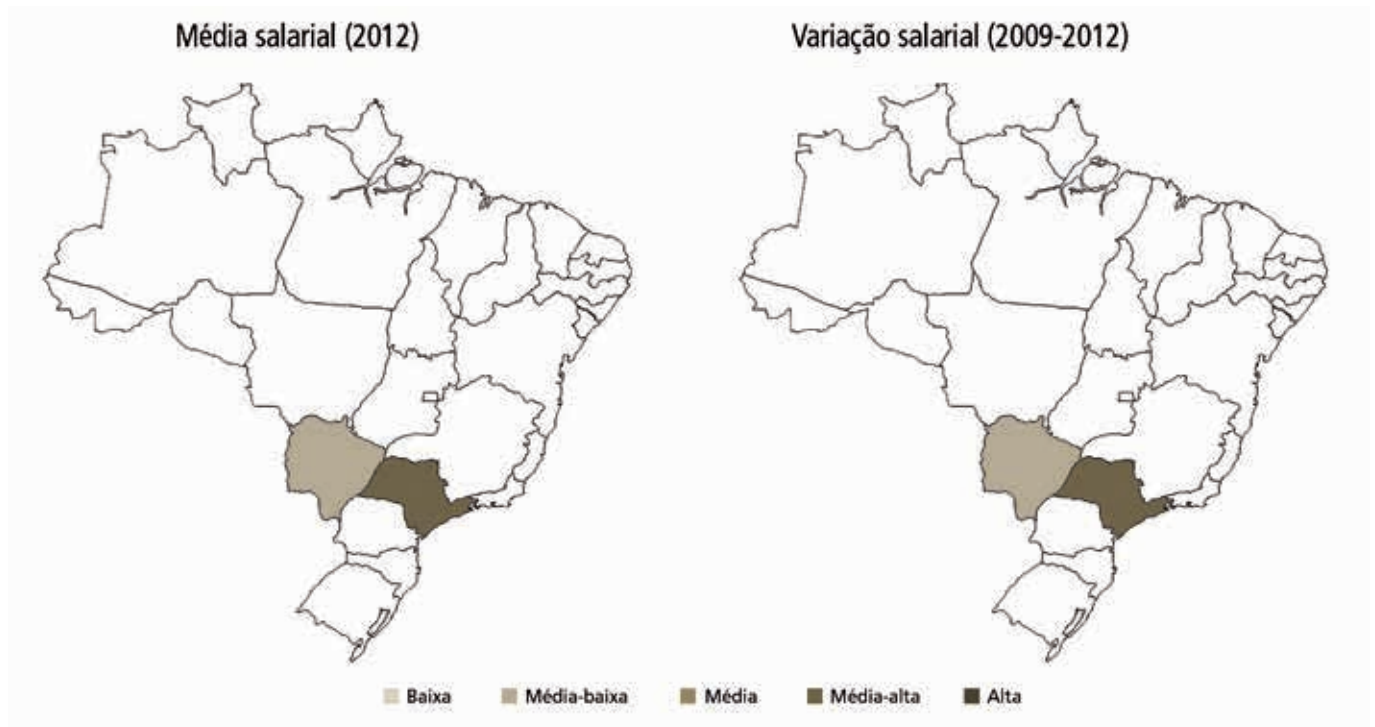 Média salarial (2012)
Variação salarial (2009-2012)
Baixa
Média-baixa
Média
Média-alta
Alta